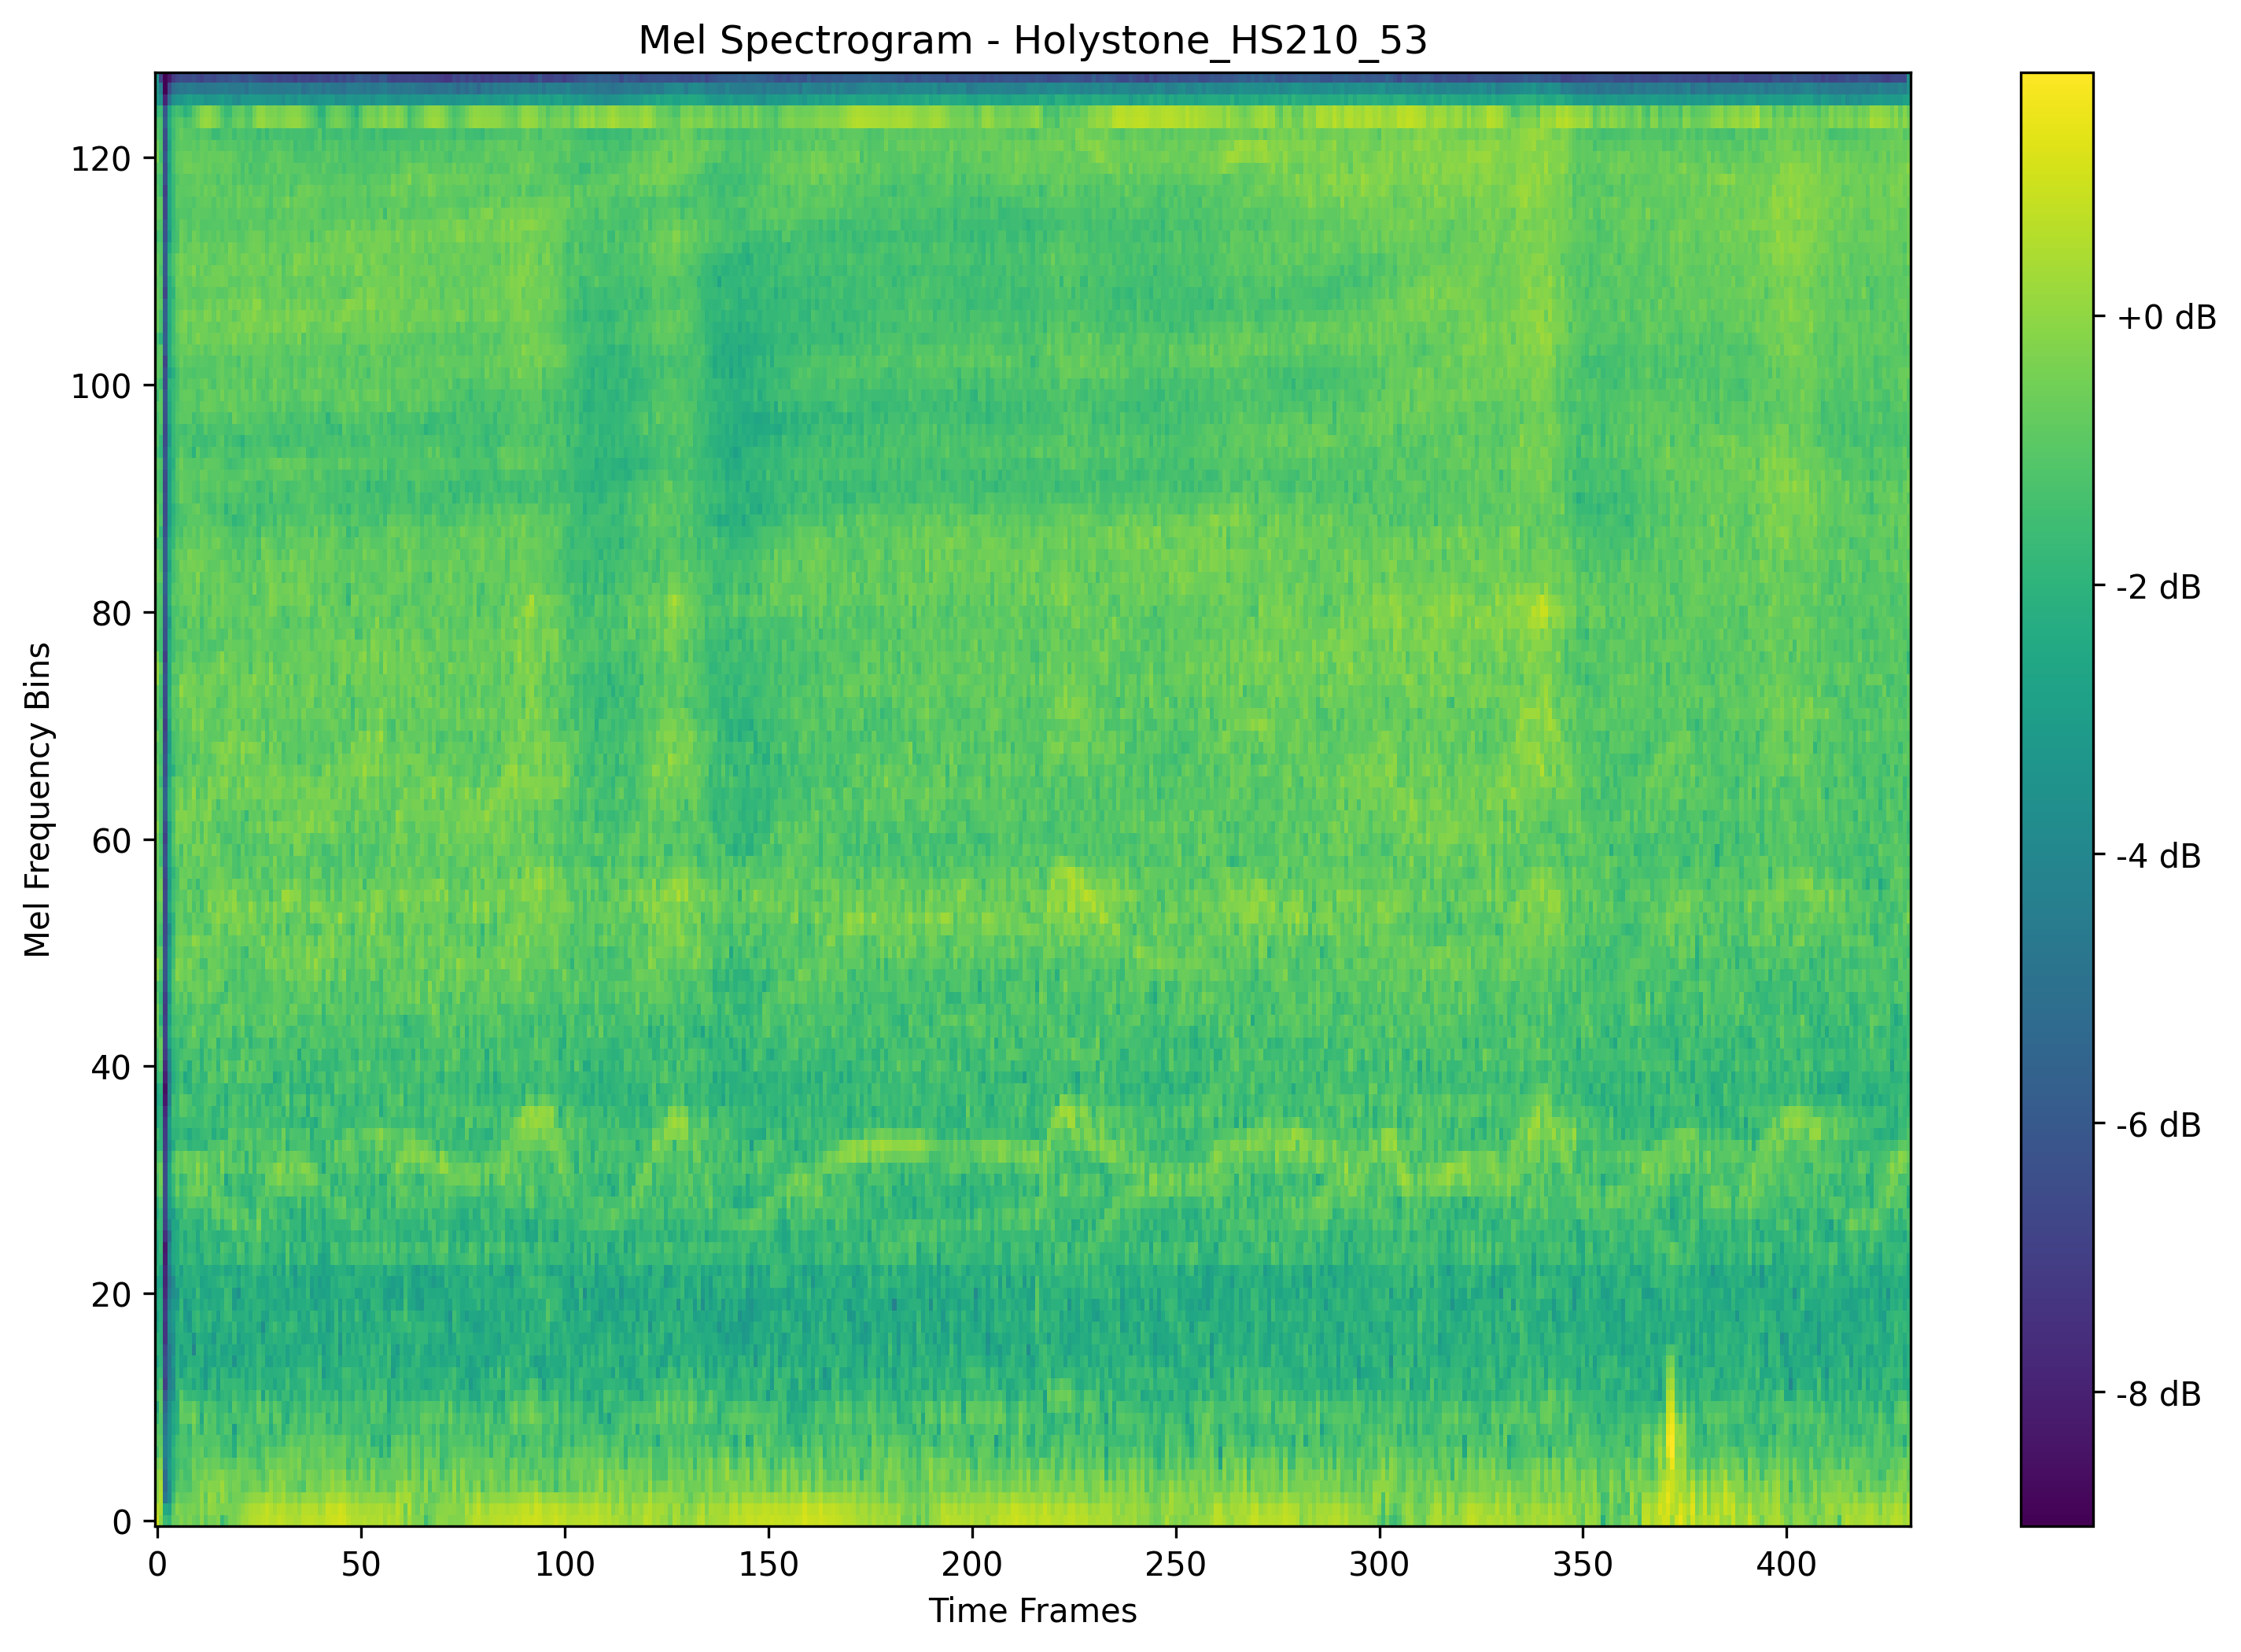 Mel Spectrogram - Holystone_HS210_53
Mel Frequency Bins
120
100
80
60
40
20
0
0 50 100 150 200 250 300 350 400
Time Frames
+0 dB
-2 dB
-4 dB
-6 dB
-8 dB